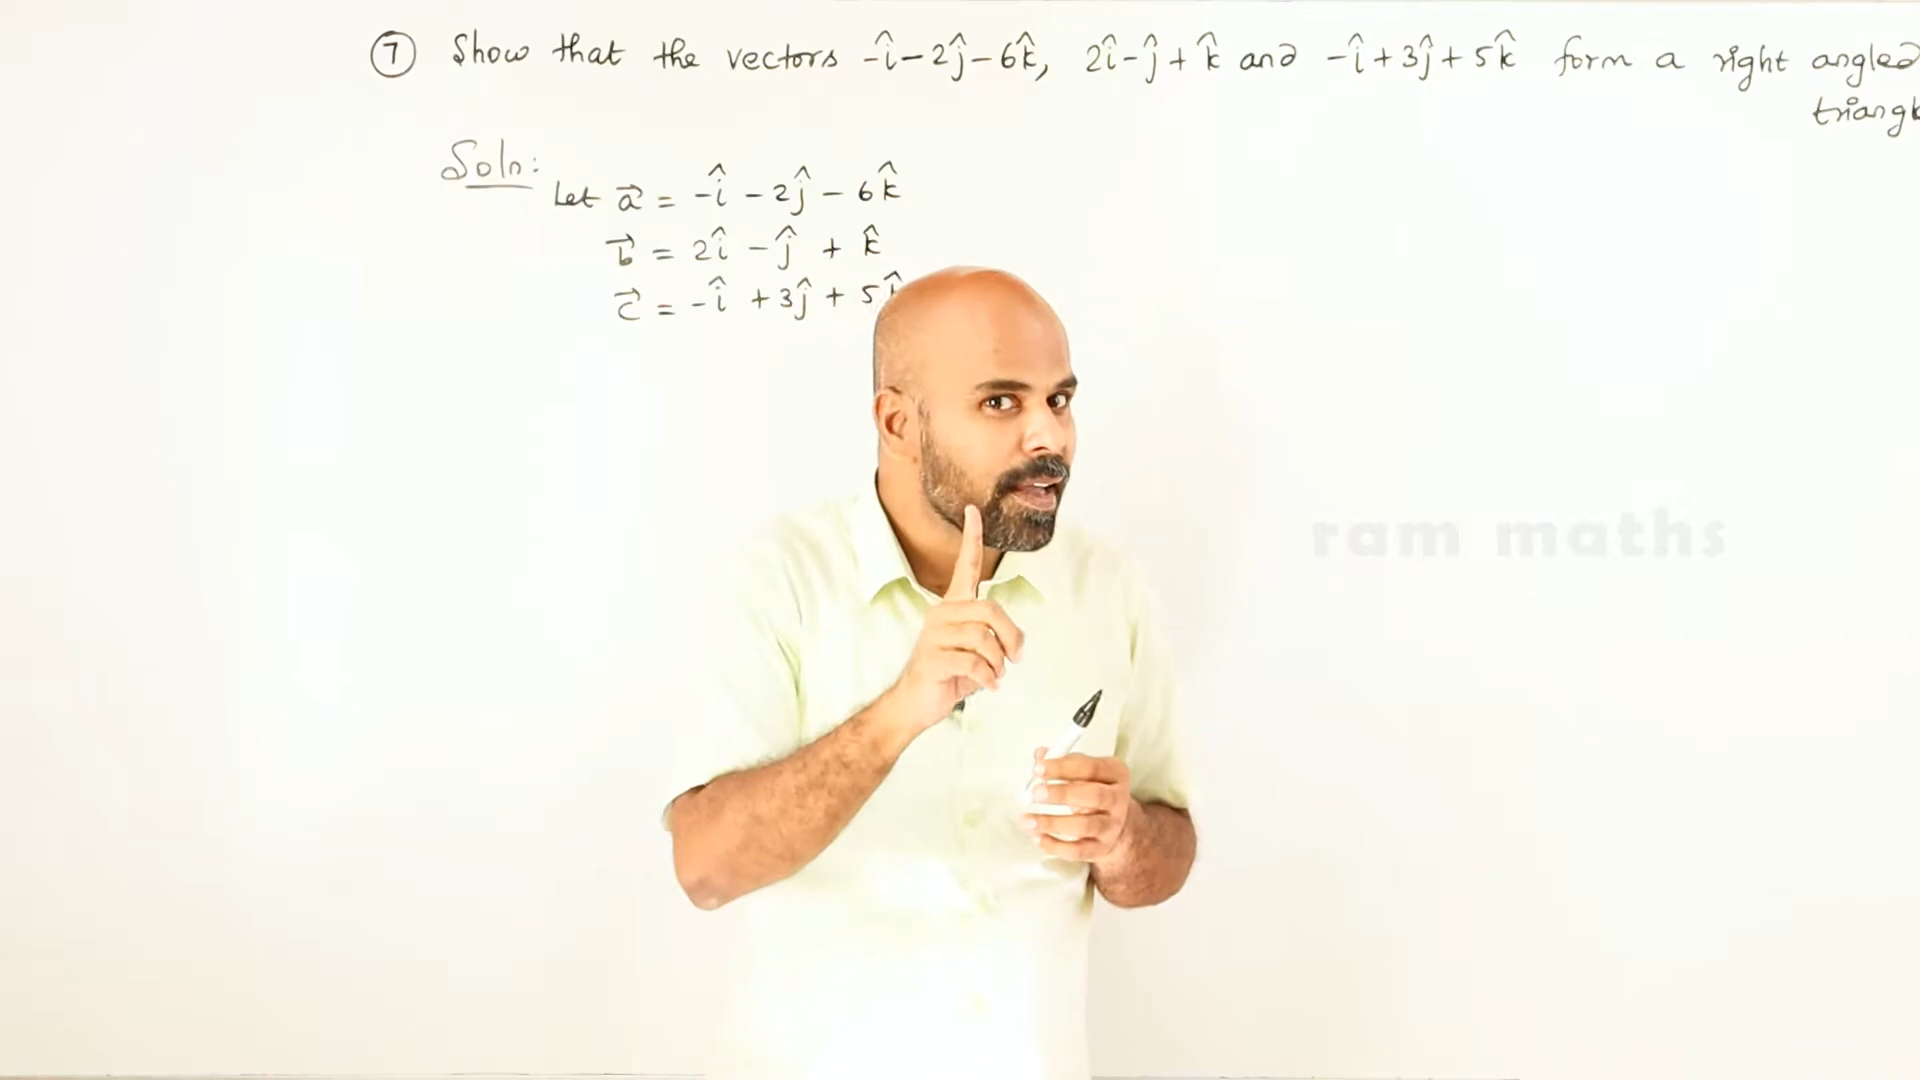 7 Show that the vectors -î-2ĵ-6k̂, 2î-ĵ+k̂ and -î+3ĵ+5k̂ form a right angled
Soln:
Let a⃗ = -î - 2ĵ - 6k̂
b⃗ = 2î - ĵ + k̂
c⃗ = -î + 3ĵ + 5
ram maths